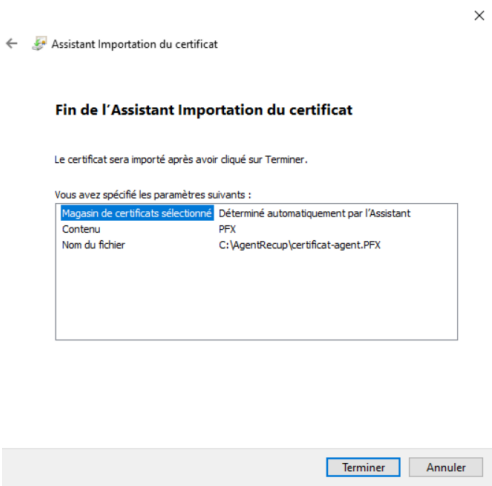 Assistant Importation du certificat
Fin de l'Assistant Importation du certificat
Le certificat sera importé après avoir cliqué sur Terminer.
Vous avez spécifié les paramètres suivants :
Magasin de certificats sélectionné Déterminé automatiquement par l'Assistant
Contenu PFX
Nom du fichier C:\AgentRecup\certificat-agent.PFX
Terminer Annuler